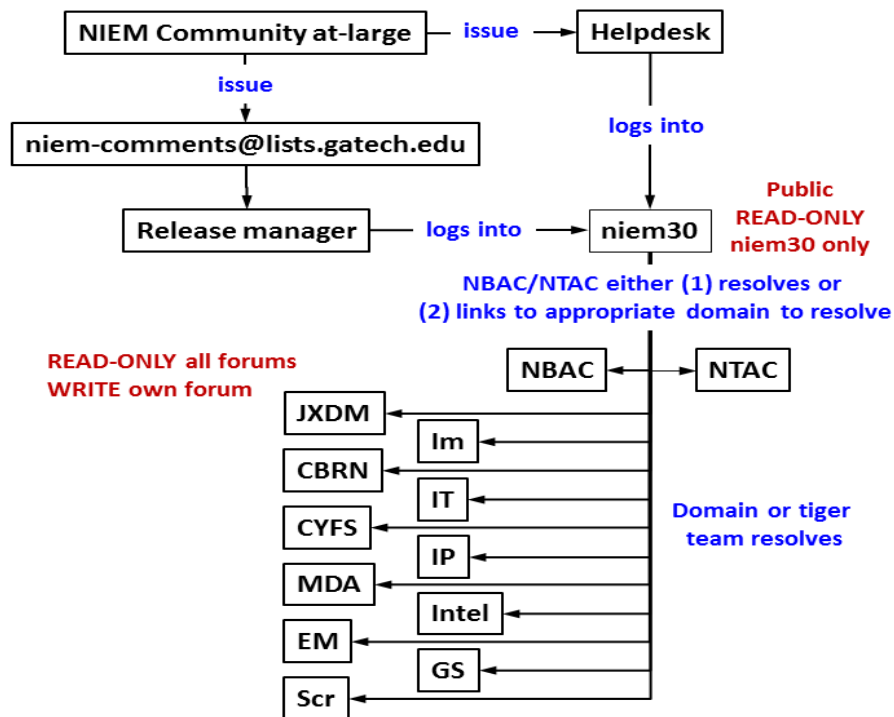 NIEM Community at-large
issue
Helpdesk
issue
logs into
niem-comments@lists.gatech.edu
Release manager
logs into
niem30
Public
READ-ONLY
niem30 only
NBAC/NTAC either (1) resolves or
(2) links to appropriate domain to resolve
READ-ONLY all forums
WRITE own forum
NBAC
NTAC
JXDM
Im
CBRN
IT
CYFS
Domain or tiger
team resolves
IP
MDA
Intel
EM
GS
Scr